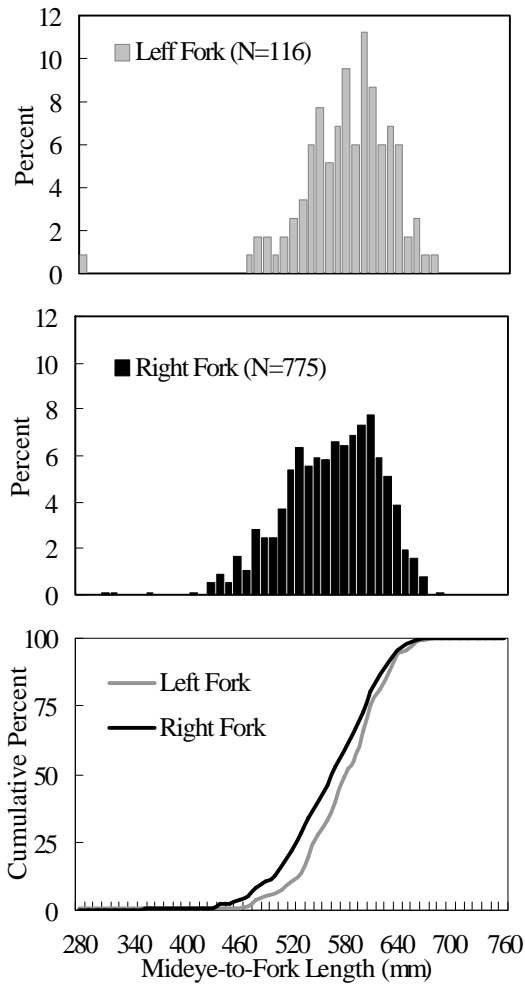 12
10
8
6
4
2
0
Percent
Leff Fork (N=116)
12
10
8
6
4
2
0
Percent
Right Fork (N=775)
100
75
50
25
0
Cumulative Percent
Left Fork
Right Fork
280 340 400 460 520 580 640 700 760
Mideye-to-Fork Length (mm)